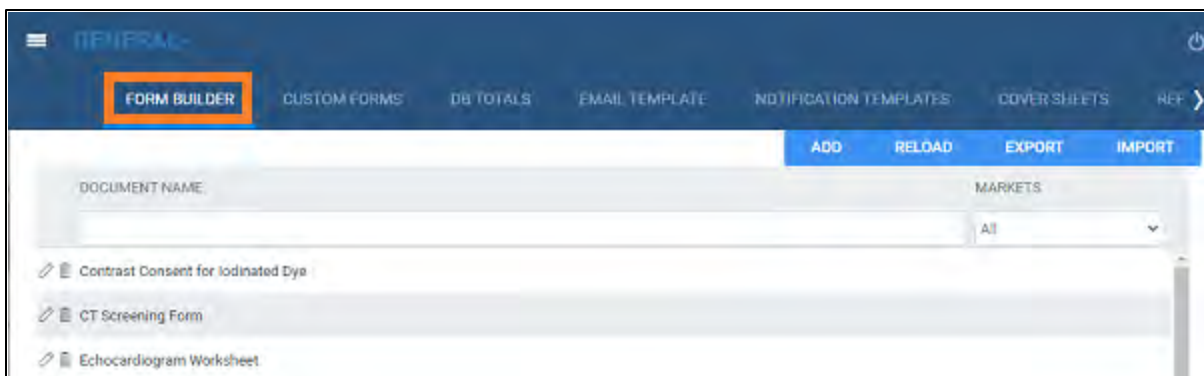 GENERAL
FORM BUILDER CUSTOM FORMS DB TOTALS EMAIL TEMPLATE NOTIFICATION TEMPLATES COVER SHEETS REF
ADD RELOAD EXPORT IMPORT
DOCUMENT NAME MARKETS
All
Contrast Consent for Iodinated Dye
CT Screening Form
Echocardiogram Worksheet